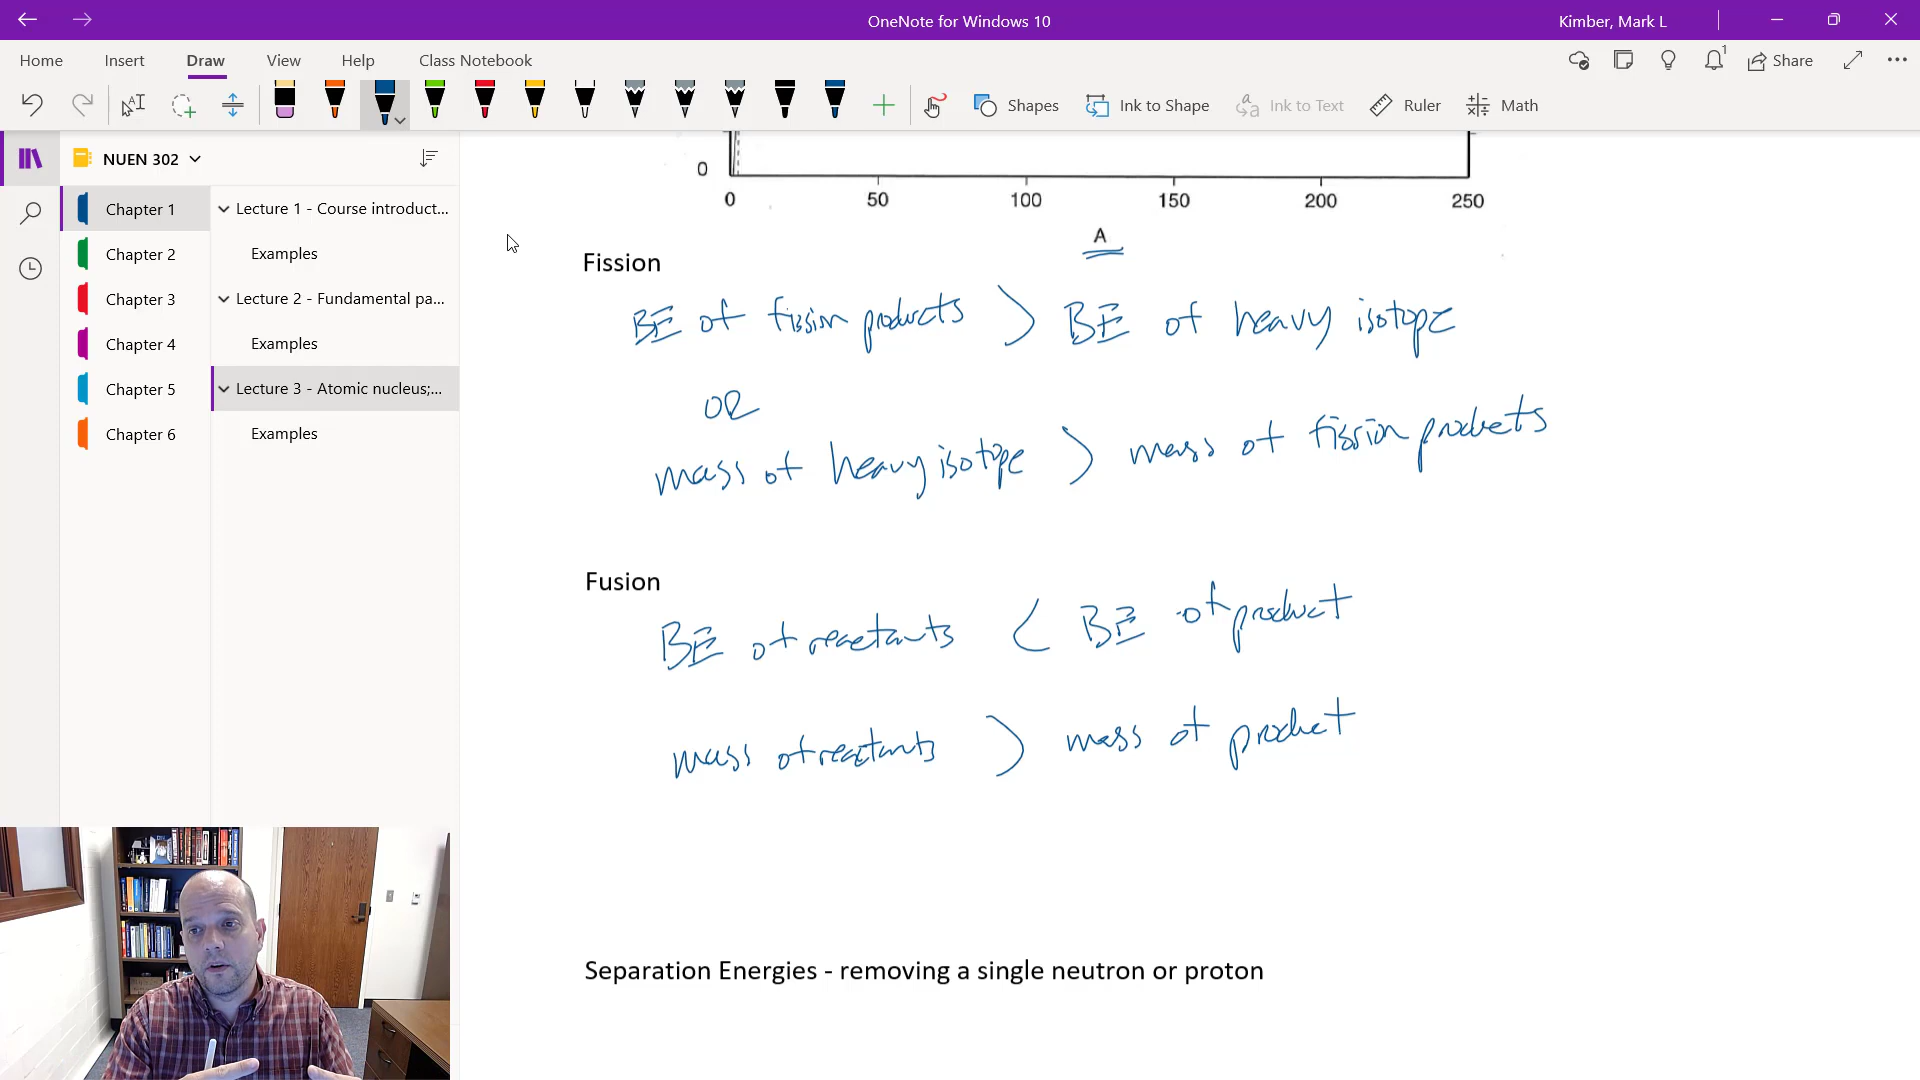 OneNote for Windows 10
Kimber, Mark L
Home Insert Draw View Help Class Notebook
1
Share
Shapes Ink to Shape Ink to Text Ruler Math
NUEN 302
Chapter 1
Chapter 2
Chapter 3
Chapter 4
Chapter 5
Chapter 6
Lecture 1 - Course introduct...
Examples
Lecture 2 - Fundamental pa...
Examples
Lecture 3 - Atomic nucleus;...
Examples
0
0 50 100 150 200 250
A
Fission
BE of fission products > BE of heavy isotope
OR
mass of heavy isotope > mass of fission products
Fusion
BE of reactants < BE of product
mass of reactants > mass of product
Separation Energies - removing a single neutron or proton